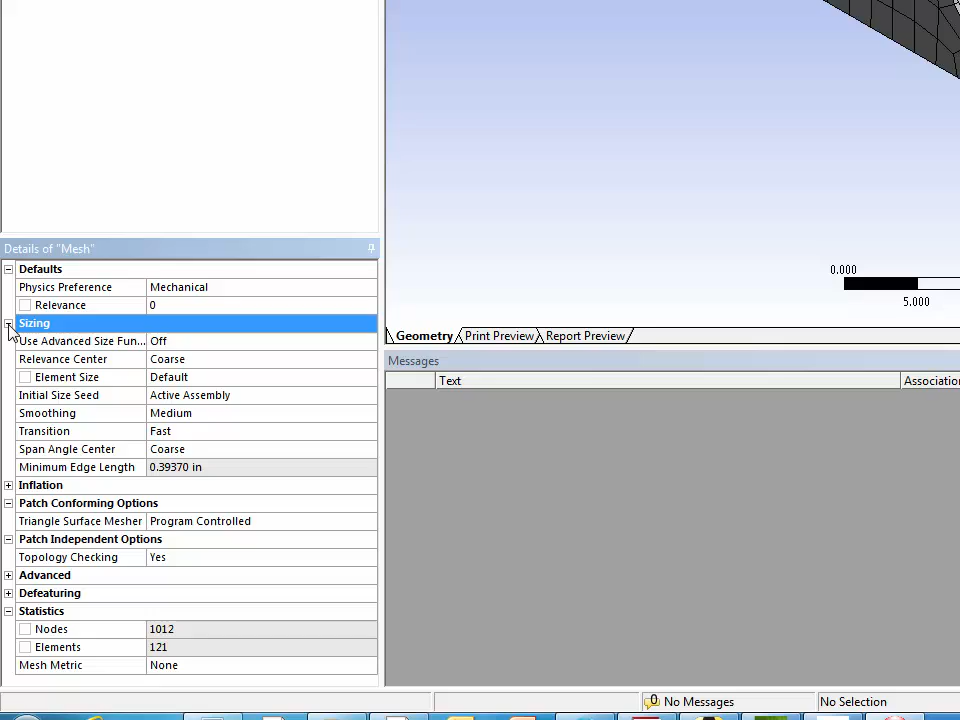 0.000
5.000
Details of "Mesh"
Defaults
Physics Preference Mechanical
Relevance 0
Sizing
Use Advanced Size Fun... Off
Relevance Center Coarse
Element Size Default
Initial Size Seed Active Assembly
Smoothing Medium
Transition Fast
Span Angle Center Coarse
Minimum Edge Length 0.39370 in
Inflation
Patch Conforming Options
Triangle Surface Mesher Program Controlled
Patch Independent Options
Topology Checking Yes
Advanced
Defeaturing
Statistics
Nodes 1012
Elements 121
Mesh Metric None
Geometry Print Preview Report Preview
Messages
Text Association
0 No Messages No Selection